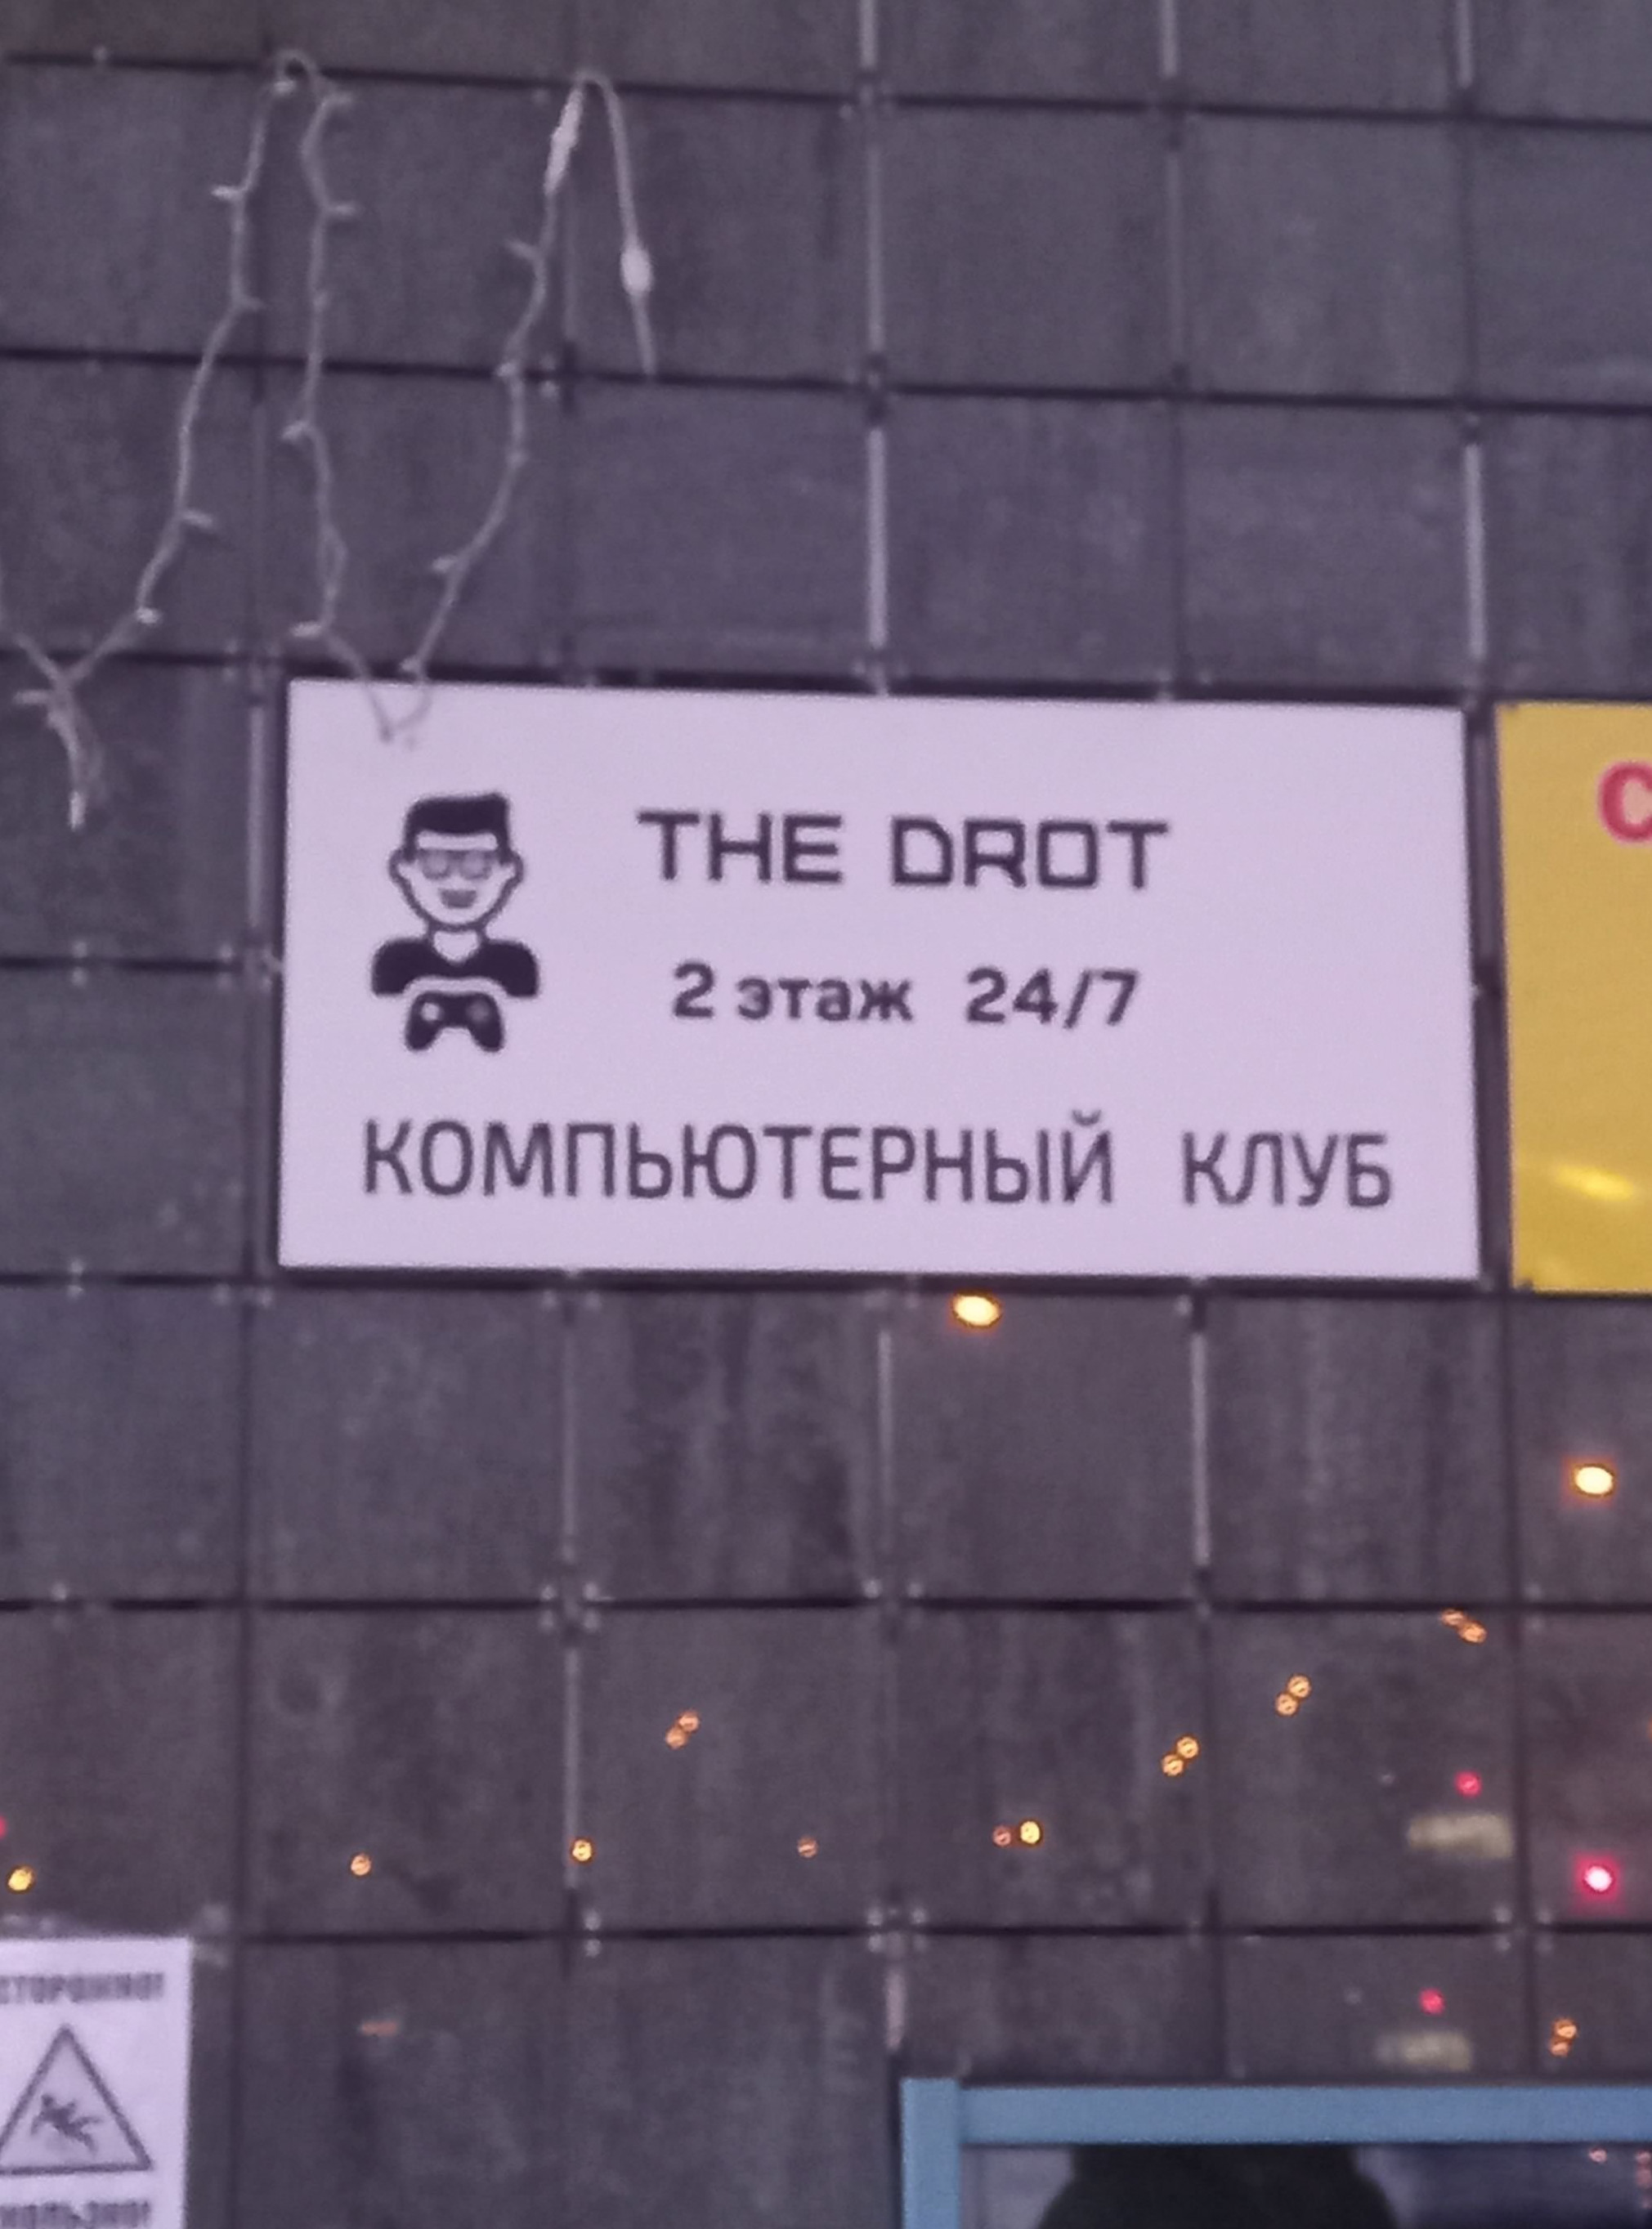 THE DROT
2 этаж 24/7
КОМПЬЮТЕРНЫЙ КЛУБ